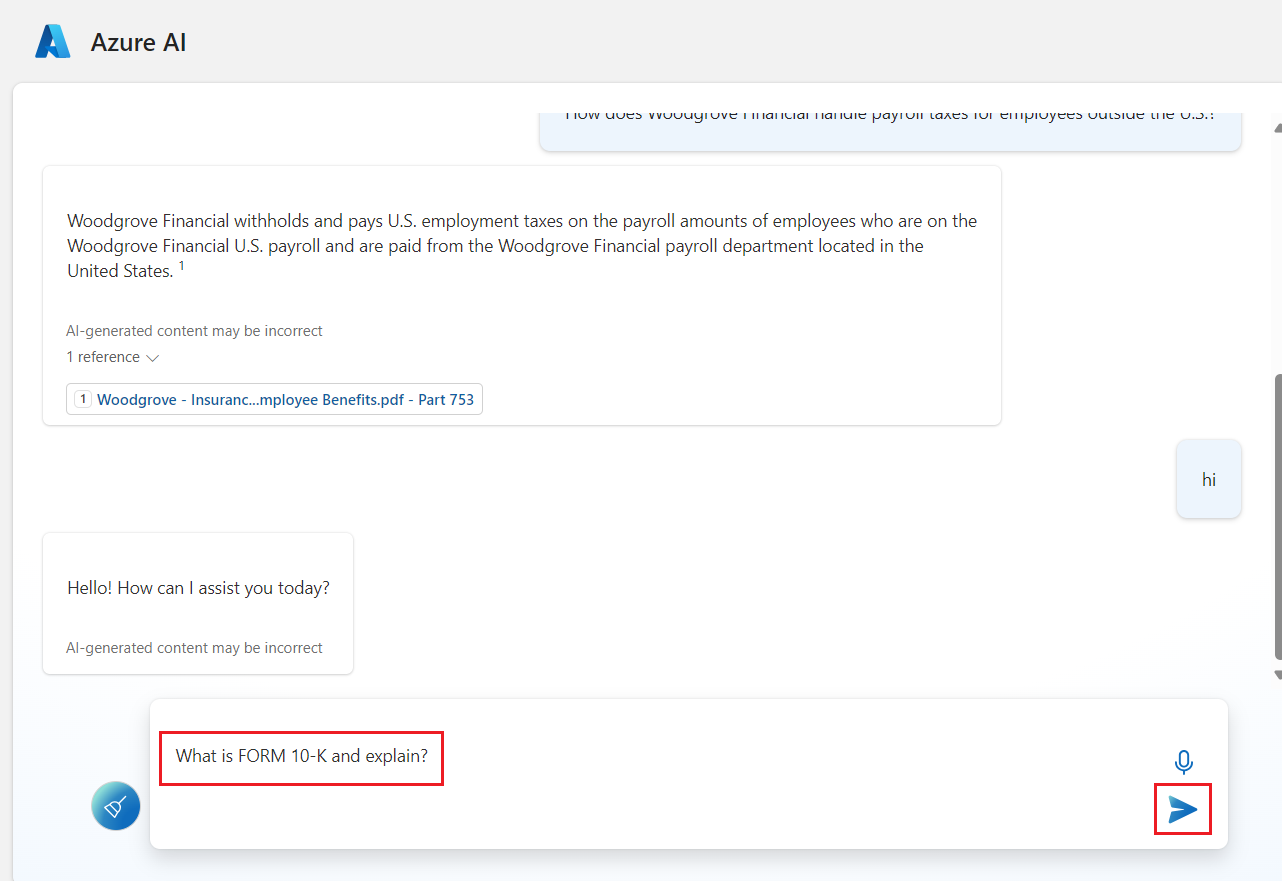 Azure AI
How does Woodgrove Financial handle payroll taxes for employees outside the U.S.?
Woodgrove Financial withholds and pays U.S. employment taxes on the payroll amounts of employees who are on the
Woodgrove Financial U.S. payroll and are paid from the Woodgrove Financial payroll department located in the
United States. 1
AI-generated content may be incorrect
1 reference
1 Woodgrove - Insuranc...mployee Benefits.pdf - Part 753
hi
Hello! How can I assist you today?
AI-generated content may be incorrect
What is FORM 10-K and explain?